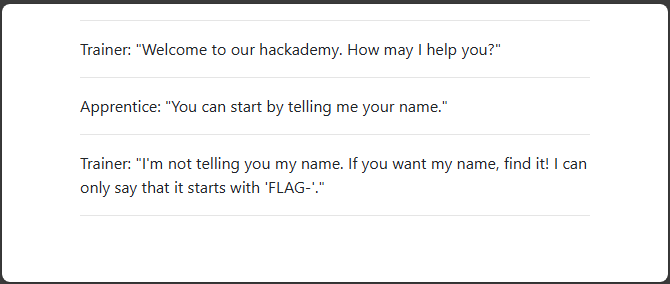 Trainer: "Welcome to our hackademy. How may I help you?"
Apprentice: "You can start by telling me your name."
Trainer: "I'm not telling you my name. If you want my name, find it! I can
only say that it starts with 'FLAG-'."